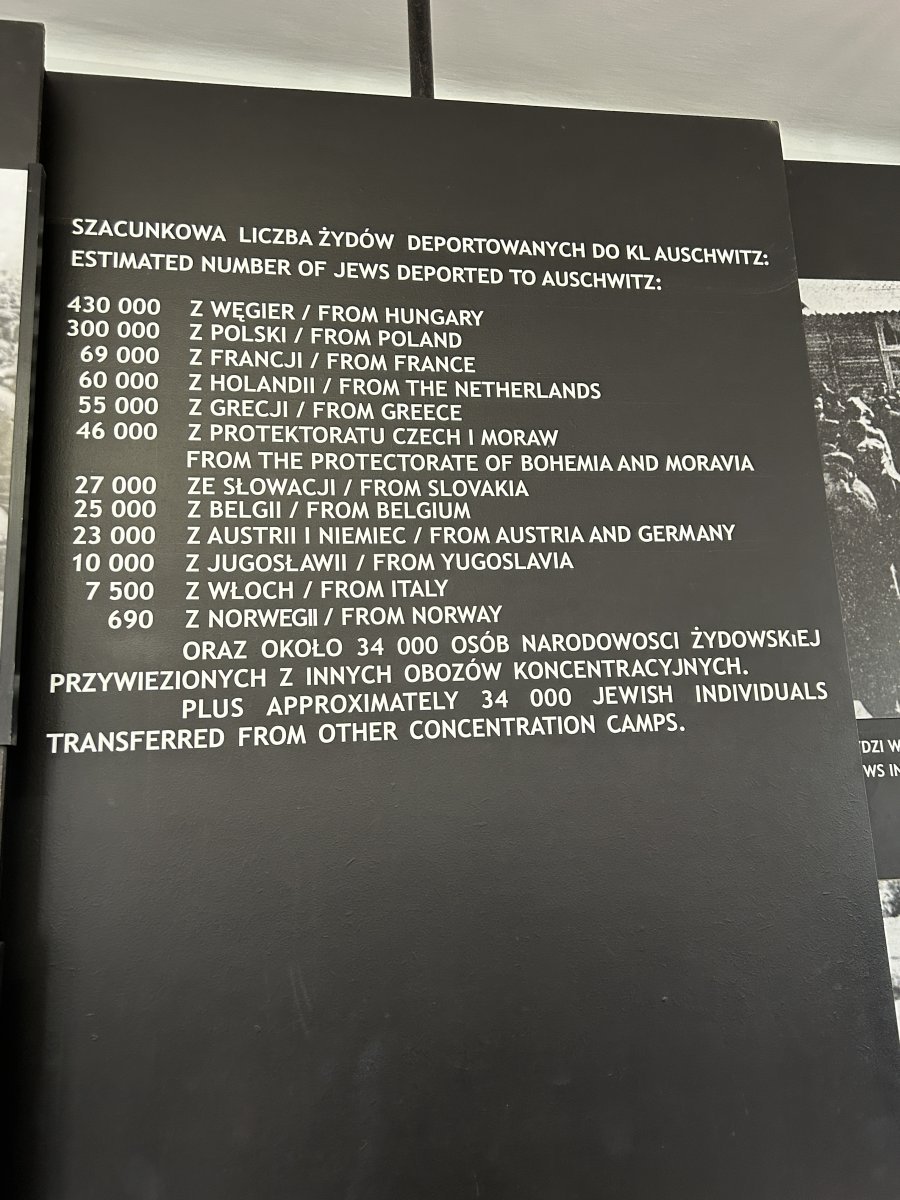 SZACUNKOWA LICZBA ŻYDÓW DEPORTOWANYCH DO KL AUSCHWITZ:
ESTIMATED NUMBER OF JEWS DEPORTED TO AUSCHWITZ:
430 000 Z WĘGIER / FROM HUNGARY
300 000 Z POLSKI / FROM POLAND
69 000 Z FRANCJI / FROM FRANCE
60 000 Z HOLANDII / FROM THE NETHERLANDS
55 000 Z GRECJI / FROM GREECE
46 000 Z PROTEKTORATU CZECH I MORAW
FROM THE PROTECTORATE OF BOHEMIA AND MORAVIA
27 000 ZE SŁOWACJI / FROM SLOVAKIA
25 000 Z BELGII / FROM BELGIUM
23 000 Z AUSTRII I NIEMIEC / FROM AUSTRIA AND GERMANY
10 000 Z JUGOSŁAWII / FROM YUGOSLAVIA
7 500 Z WŁOCH / FROM ITALY
690 Z NORWEGII / FROM NORWAY
ORAZ OKOŁO 34 000 OSÓB NARODOWOSCI ŻYDOWSKiEJ
PRZYWIEZIONYCH Z INNYCH OBOZÓW KONCENTRACYJNYCH.
PLUS APPROXIMATELY 34 000 JEWISH INDIVIDUALS
TRANSFERRED FROM OTHER CONCENTRATION CAMPS.